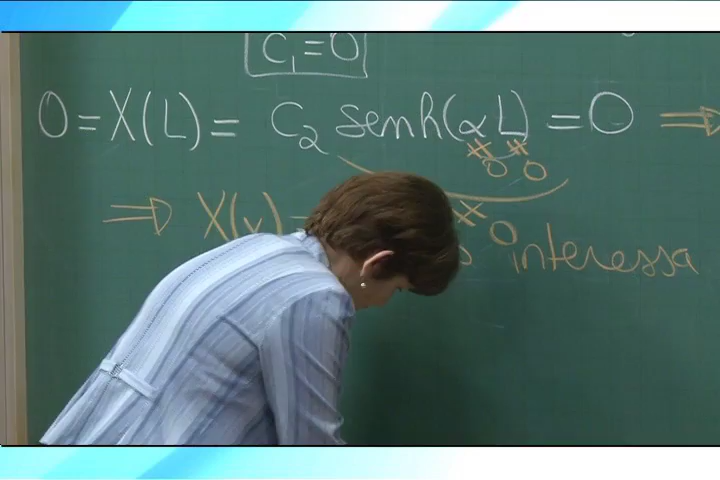 C₁=0
0=X(L)= C₂ senh(αL)=0 ⇒
≠0 ≠0
≠0
⇒ X(x)= interessa